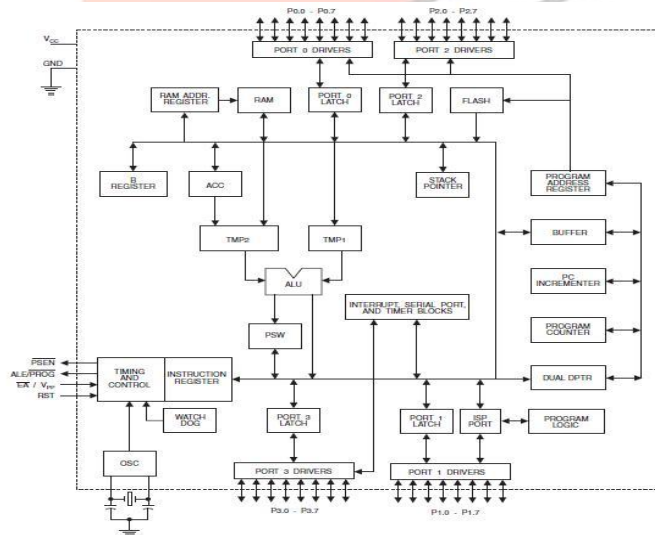 P0.0 - P0.7
P2.0 - P2.7
VCC
GND
PORT 0 DRIVERS
PORT 2 DRIVERS
RAM ADDR. REGISTER
RAM
PORT 0 LATCH
PORT 2 LATCH
FLASH
B REGISTER
ACC
STACK POINTER
PROGRAM ADDRESS REGISTER
TMP2
TMP1
BUFFER
ALU
PC INCREMENTER
INTERRUPT, SERIAL PORT, AND TIMER BLOCKS
PSW
PROGRAM COUNTER
PSEN
ALE/PROG
EA / VPP
RST
TIMING AND CONTROL
INSTRUCTION REGISTER
DUAL DPTR
WATCH DOG
PORT 3 LATCH
PORT 1 LATCH
ISP PORT
PROGRAM LOGIC
OSC
PORT 3 DRIVERS
PORT 1 DRIVERS
P3.0 - P3.7
P1.0 - P1.7